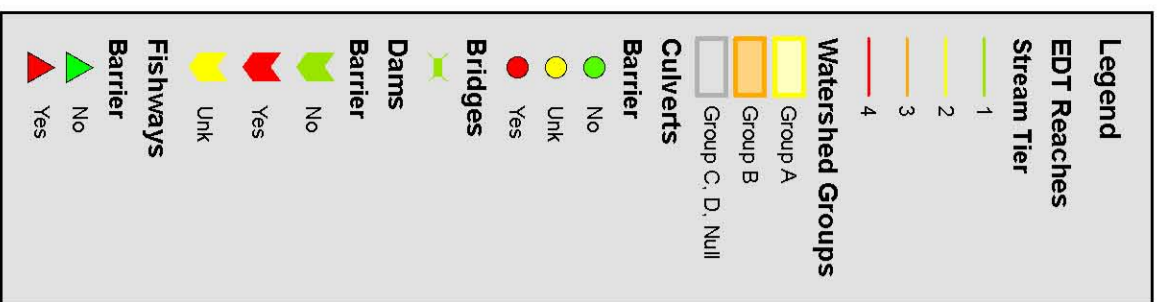 Legend
EDT Reaches
Stream Tier
1
2
3
4
Watershed Groups
Group A
Group B
Group C, D, Null
Culverts
Barrier
No
Unk
Yes
Bridges
Dams
Barrier
No
Yes
Unk
Fishways
Barrier
No
Yes